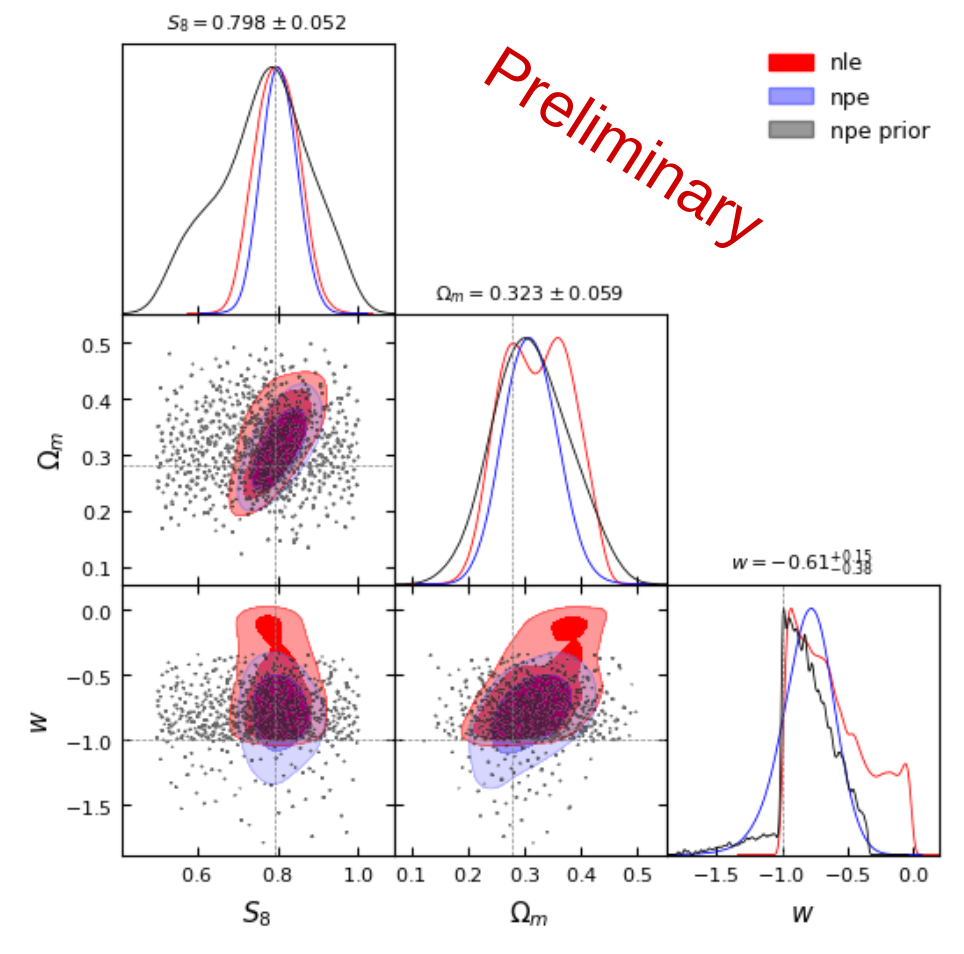 S₈ = 0.798 ± 0.052
Preliminary
nle
npe
npe prior
Ωₘ = 0.323 ± 0.059
0.5
0.4
0.3
0.2
0.1
Ωₘ
w = −0.61⁺⁰·¹⁵₋₀.₃₈
0.0
−0.5
−1.0
−1.5
w
0.6 0.8 1.0
0.1 0.2 0.3 0.4 0.5
−1.5 −1.0 −0.5 0.0
S₈
Ωₘ
w